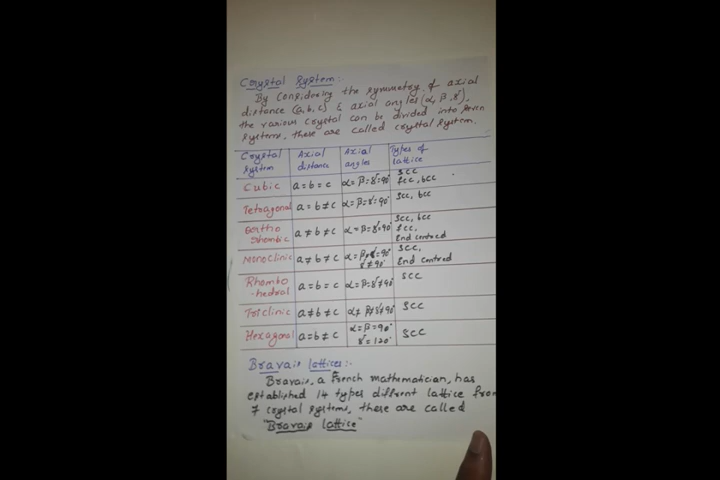 Crystal System:-
By Considering the symmetry of axial
distance (a, b, c) & axial angles (α, β, γ),
the various crystal can be divided into seven
systems, these are called crystal system.
Crystal system | Axial distance | Axial angles | Types of lattice
Cubic | a = b = c | α = β = γ = 90° | SCC FCC, bcc
Tetragonal | a = b ≠ c | α = β = γ = 90° | SCC, bcc
Ortho rhombic | a ≠ b ≠ c | α = β = γ = 90° | SCC, bcc fcc, End centred
Monoclinic | a ≠ b ≠ c | α = β = 90° γ ≠ 90° | SCC, End centred
Rhombo -hedral | a = b = c | α = β = γ ≠ 90° | SCC
Triclinic | a ≠ b ≠ c | α ≠ β ≠ γ ≠ 90° | SCC
Hexagonal | a = b ≠ c | α = β = 90° γ = 120° | SCC
Bravais lattices:-
Bravais, a French mathematician, has
established 14 types different lattice from
7 crystal systems, these are called
"Bravais lattice"